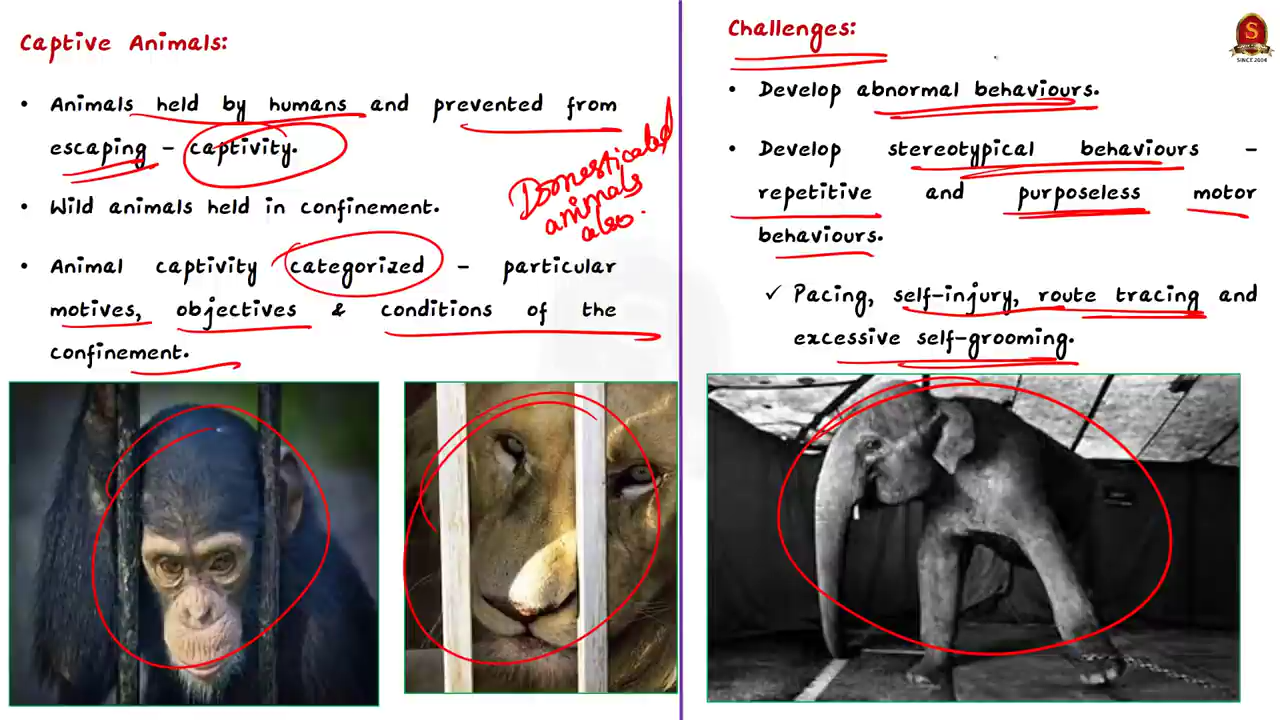 Captive Animals:
• Animals held by humans and prevented from
escaping - captivity.
Domesticated
animals
also.
• Wild animals held in confinement.
• Animal captivity categorized - particular
motives, objectives & conditions of the
confinement.
Challenges:
• Develop abnormal behaviours.
• Develop stereotypical behaviours -
repetitive and purposeless motor
behaviours.
✓ Pacing, self-injury, route tracing and
excessive self-grooming.
S
SINCE 2004